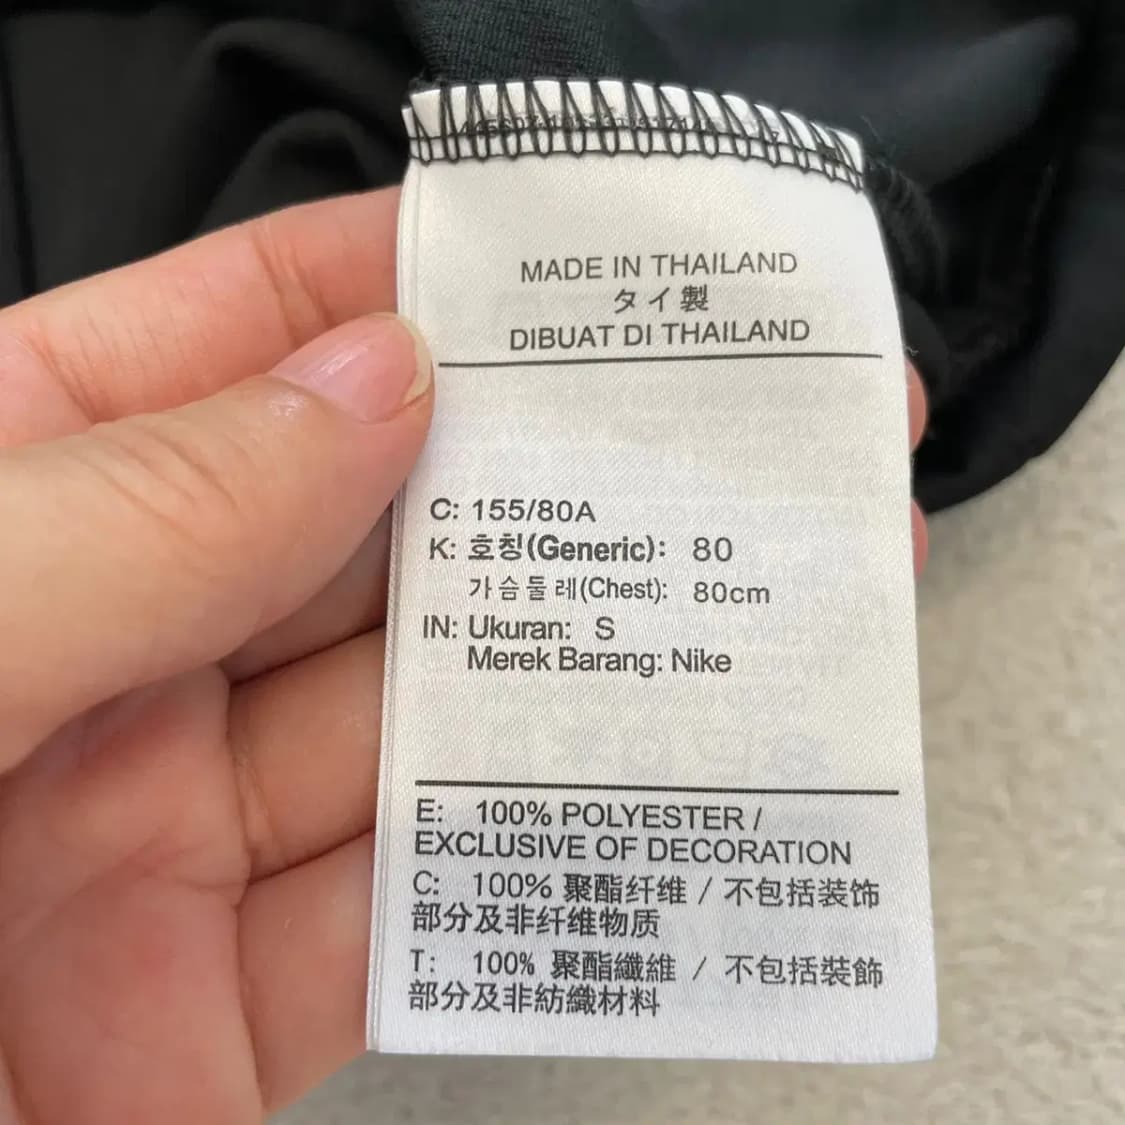 MADE IN THAILAND
タイ製
DIBUAT DI THAILAND
C: 155/80A
K: 호칭(Generic): 80
가슴둘레(Chest): 80cm
IN: Ukuran: S
Merek Barang: Nike
E: 100% POLYESTER /
EXCLUSIVE OF DECORATION
C: 100% 聚酯纤维 / 不包括装饰
部分及非纤维物质
T: 100% 聚酯纖維 / 不包括裝飾
部分及非紡織材料